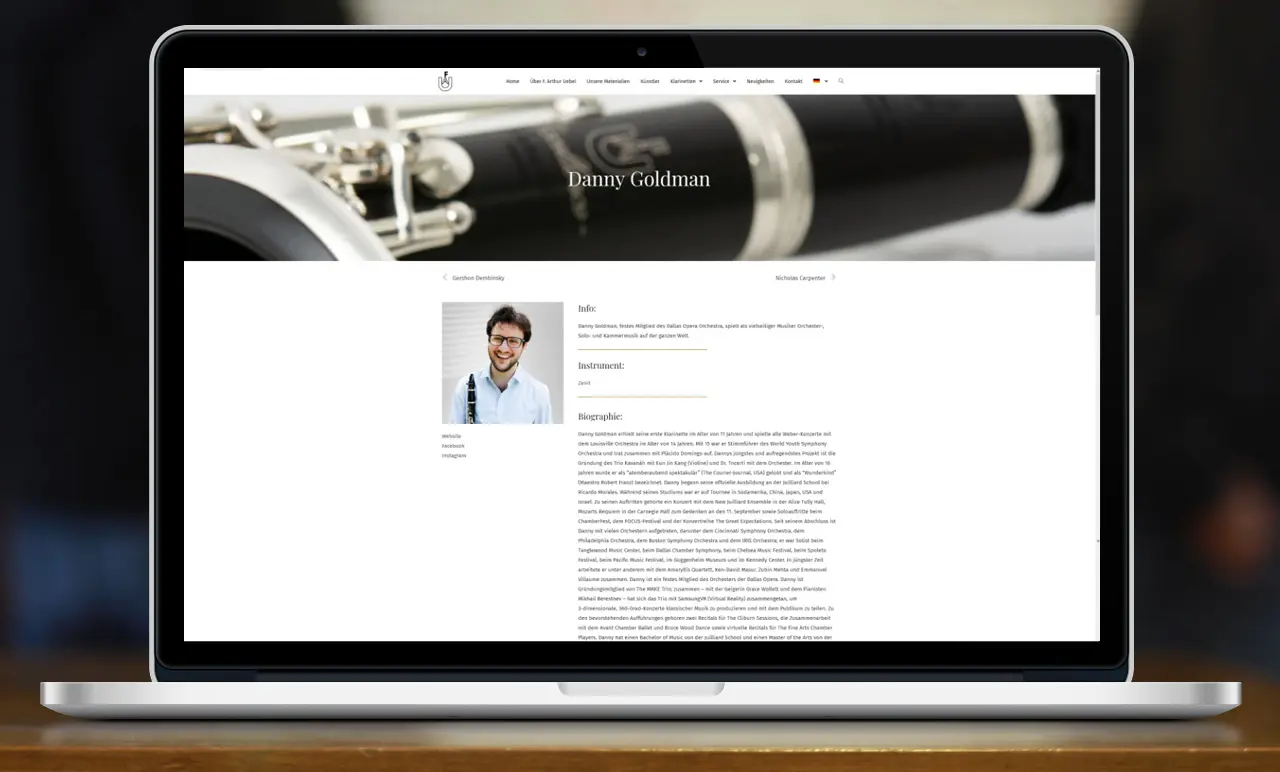 Home Über F. Arthur Uebel Unsere Materialien Künstler Klarinetten Service Neuigkeiten Kontakt
Danny Goldman
Gershon Dembinsky
Nicholas Carpenter
Info:
Danny Goldman, festes Mitglied des Dallas Opera Orchestra, spielt als vielseitiger Musiker Orchester-,
Solo- und Kammermusik auf der ganzen Welt.
Instrument:
Zenit
Biographie:
Website
Facebook
Instagram
Danny Goldman erhielt seine erste Klarinette im Alter von 11 Jahren und spielte alle Weber-Konzerte mit
dem Louisville Orchestra im Alter von 14 Jahren. Mit 15 war er Stimmführer des World Youth Symphony
Orchestra und trat zusammen mit Plácido Domingo auf. Dannys jüngstes und aufregendstes Projekt ist die
Gründung des Trio Kavanáh mit Eun Jin Kang (Violine) und Dr. mit dem Orchester. Im Alter von 16
Jahren wurde er als "atemberaubend spektakulär" (The Courier-Journal, USA) gelobt und als "Wunderkind"
(Maestro Robert Franz) bezeichnet. Danny begann seine offizielle Ausbildung an der Juilliard School bei
Ricardo Morales. Während seines Studiums war er auf Tournee in Südamerika, China, Japan, USA und
Israel. Zu seinen Auftritten gehörte ein Konzert mit dem New Juilliard Ensemble in der Alice Tully Hall,
Mozarts Requiem in der Carnegie Hall zum Gedenken an den 11. September sowie Soloauftritte beim
ChamberFest, dem FOCUS-Festival und der Konzertreihe The Great Expectations. Seit seinem Abschluss ist
Danny mit vielen Orchestern aufgetreten, darunter dem Cincinnati Symphony Orchestra, dem
Philadelphia Orchestra, dem Boston Symphony Orchestra und dem IRIS Orchestra; er war Solist beim
Tanglewood Music Center, beim Dallas Chamber Symphony, beim Chelsea Music Festival, beim Spoleto
Festival, beim Pacific Music Festival, im Guggenheim Museum und im Kennedy Center. In jüngster Zeit
arbeitete er unter anderem mit dem Amaryllis Quartett, Ken-David Masur, Zubin Mehta und Emmanuel
Villaume zusammen. Danny ist ein festes Mitglied des Orchesters der Dallas Opera. Danny ist
Gründungsmitglied von The MAKE Trio; zusammen – mit der Geigerin Grace Wollett und dem Pianisten
Mikhail Berestnev – hat sich das Trio mit SamsungVR (Virtual Reality) zusammengetan, um
3-dimensionale, 360-Grad-Konzerte klassischer Musik zu produzieren und mit dem Publikum zu teilen. Zu
den bevorstehenden Aufführungen gehören zwei Recitals für The Cliburn Sessions, die Zusammenarbeit
mit dem Avant Chamber Ballet und Bruce Wood Dance sowie virtuelle Recitals für The Fine Arts Chamber
Players. Danny hat einen Bachelor of Music von der Juilliard School und einen Master of the Arts von der